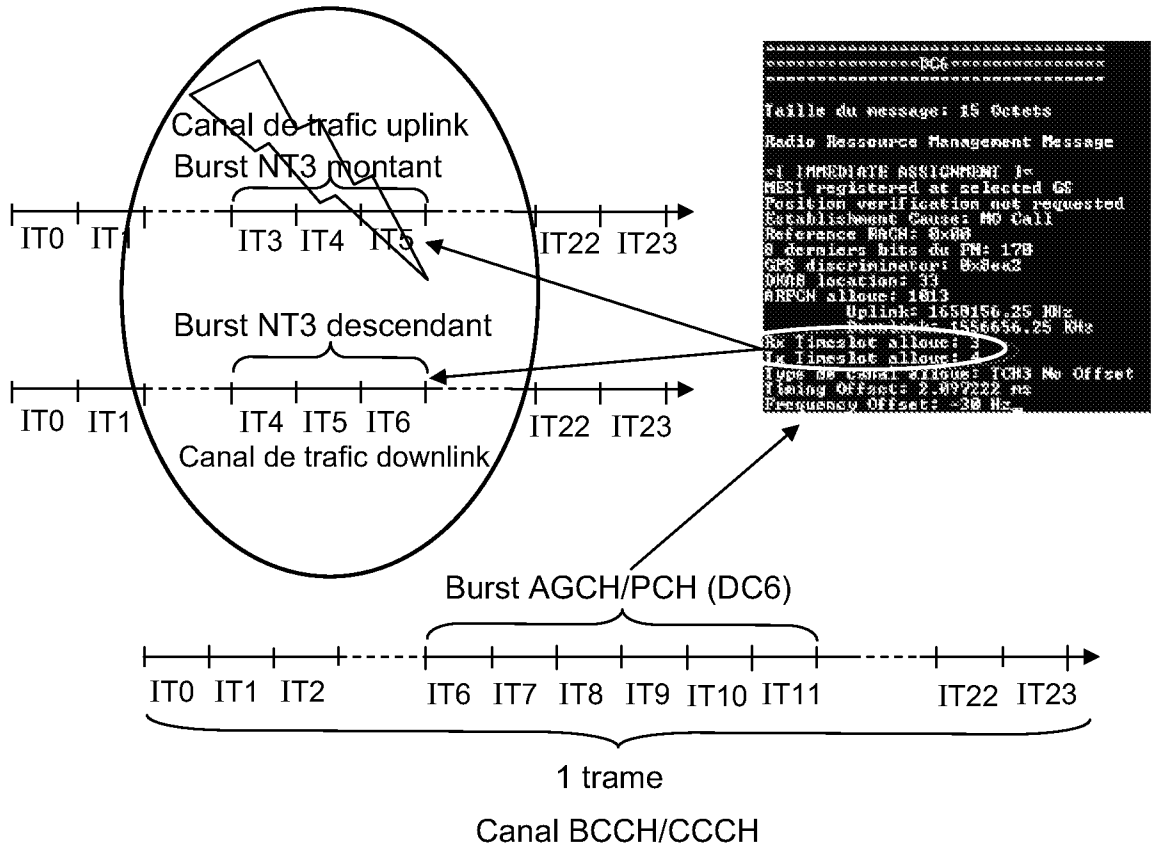 Canal de trafic uplink
Burst NT3 montant
IT0 IT1 IT3 IT4 IT5 IT22 IT23
Burst NT3 descendant
IT0 IT1 IT4 IT5 IT6 IT22 IT23
Canal de trafic downlink
DC6
Taille du message: 15 Octets
Radio Ressource Management Message
IMMEDIATE ASSIGNMENT
MES1 registered at selected GS
Position verification not requested
Establishment Cause: MO Call
Reference RACH: 0x00
8 derniers bits du FN: 170
GPS discriminator: 0x8ea2
DKAB location: 33
ARFCN alloue: 1013
Uplink: 1658156.25 KHz
Downlink: 1556656.25 KHz
Rx Timeslot alloue: 3
Tx Timeslot alloue: 4
Type de canal alloue: TCH3 No Offset
Timing Offset: 2.097222 ms
Frequency Offset: -30 Hz
Burst AGCH/PCH (DC6)
IT0 IT1 IT2 IT6 IT7 IT8 IT9 IT10 IT11 IT22 IT23
1 trame
Canal BCCH/CCCH